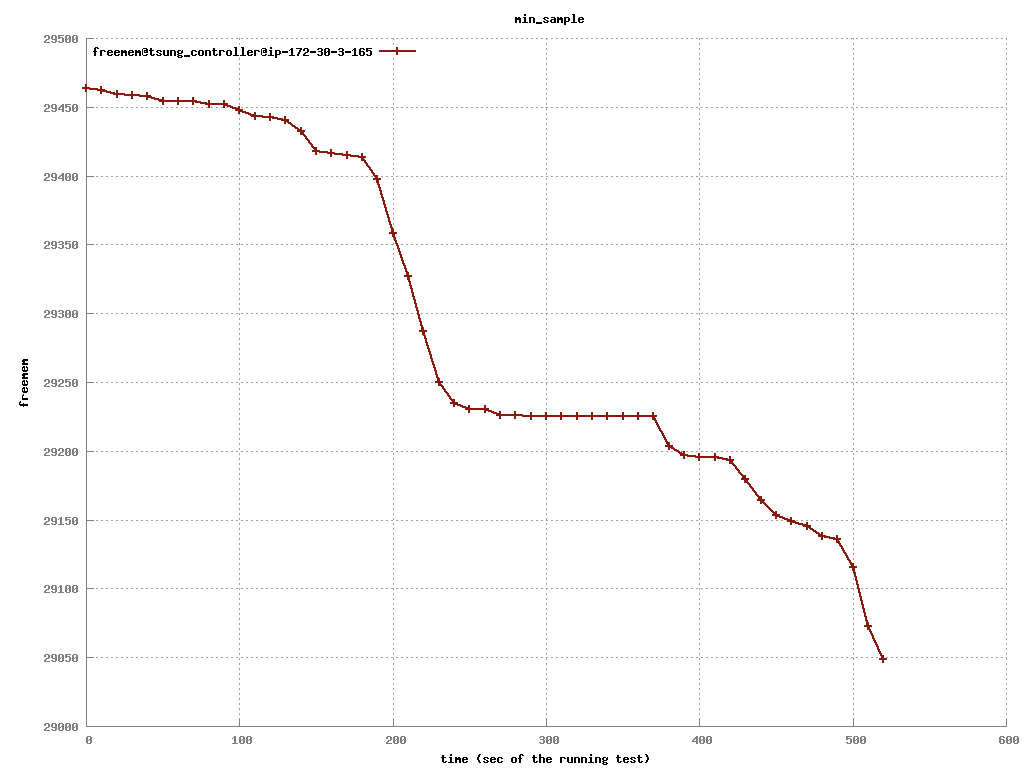 min_sample
29500
freemem@tsung_controller@ip-172-30-3-165
29450
29400
29350
29300
freemem
29250
29200
29150
29100
29050
29000
0 100 200 300 400 500 600
time (sec of the running test)